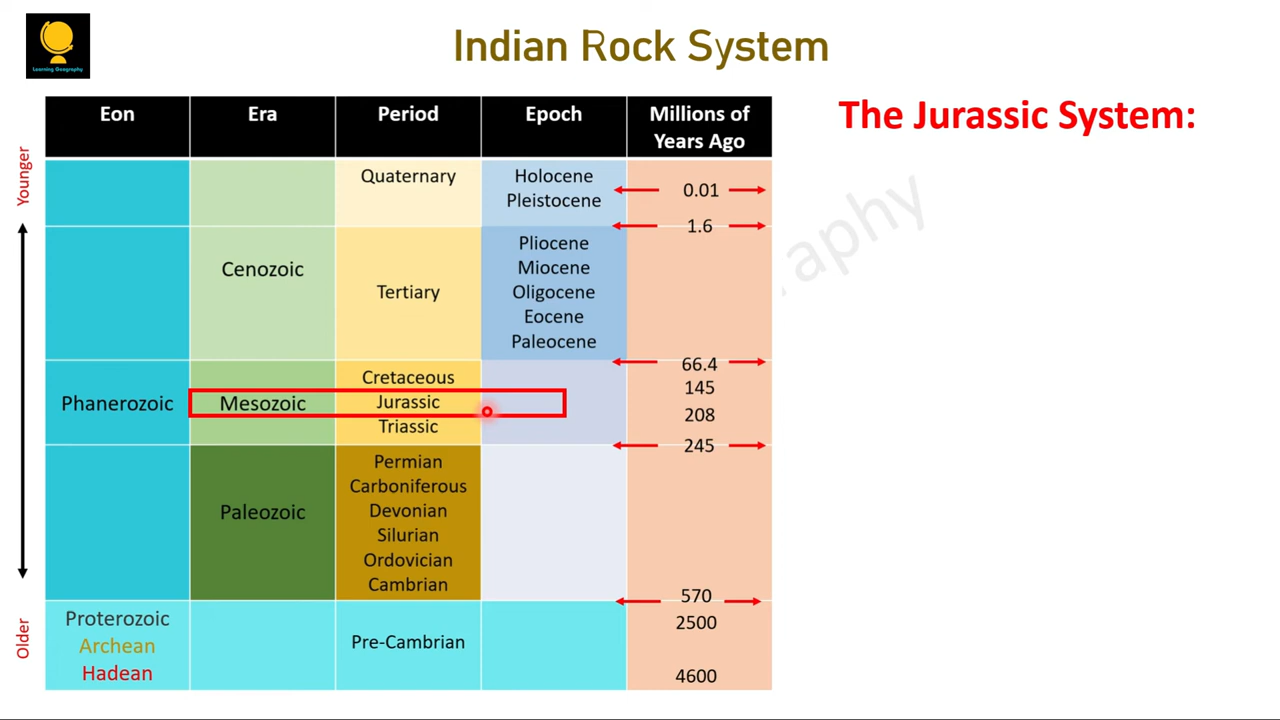 Learning Geography
Indian Rock System
The Jurassic System:
Eon
Era
Period
Epoch
Millions of
Years Ago
Younger
Quaternary
Holocene
Pleistocene
0.01
1.6
Cenozoic
Tertiary
Pliocene
Miocene
Oligocene
Eocene
Paleocene
66.4
Phanerozoic
Mesozoic
Cretaceous
Jurassic
Triassic
145
208
245
Paleozoic
Permian
Carboniferous
Devonian
Silurian
Ordovician
Cambrian
570
Older
Proterozoic
Archean
Hadean
Pre-Cambrian
2500
4600